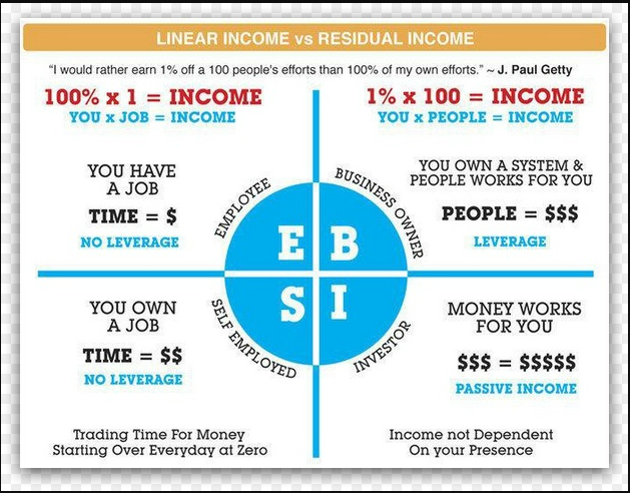 LINEAR INCOME vs RESIDUAL INCOME
“I would rather earn 1% off a 100 people's efforts than 100% of my own efforts.” ~ J. Paul Getty
100% x 1 = INCOME
YOU x JOB = INCOME
1% x 100 = INCOME
YOU x PEOPLE = INCOME
YOU HAVE
A JOB
TIME = $
NO LEVERAGE
EMPLOYEE
E
BUSINESS OWNER
B
YOU OWN A SYSTEM &
PEOPLE WORKS FOR YOU
PEOPLE = $$$
LEVERAGE
YOU OWN
A JOB
TIME = $$
NO LEVERAGE
SELF EMPLOYED
S
INVESTOR
I
MONEY WORKS
FOR YOU
$$$ = $$$$$
PASSIVE INCOME
Trading Time For Money
Starting Over Everyday at Zero
Income not Dependent
On your Presence